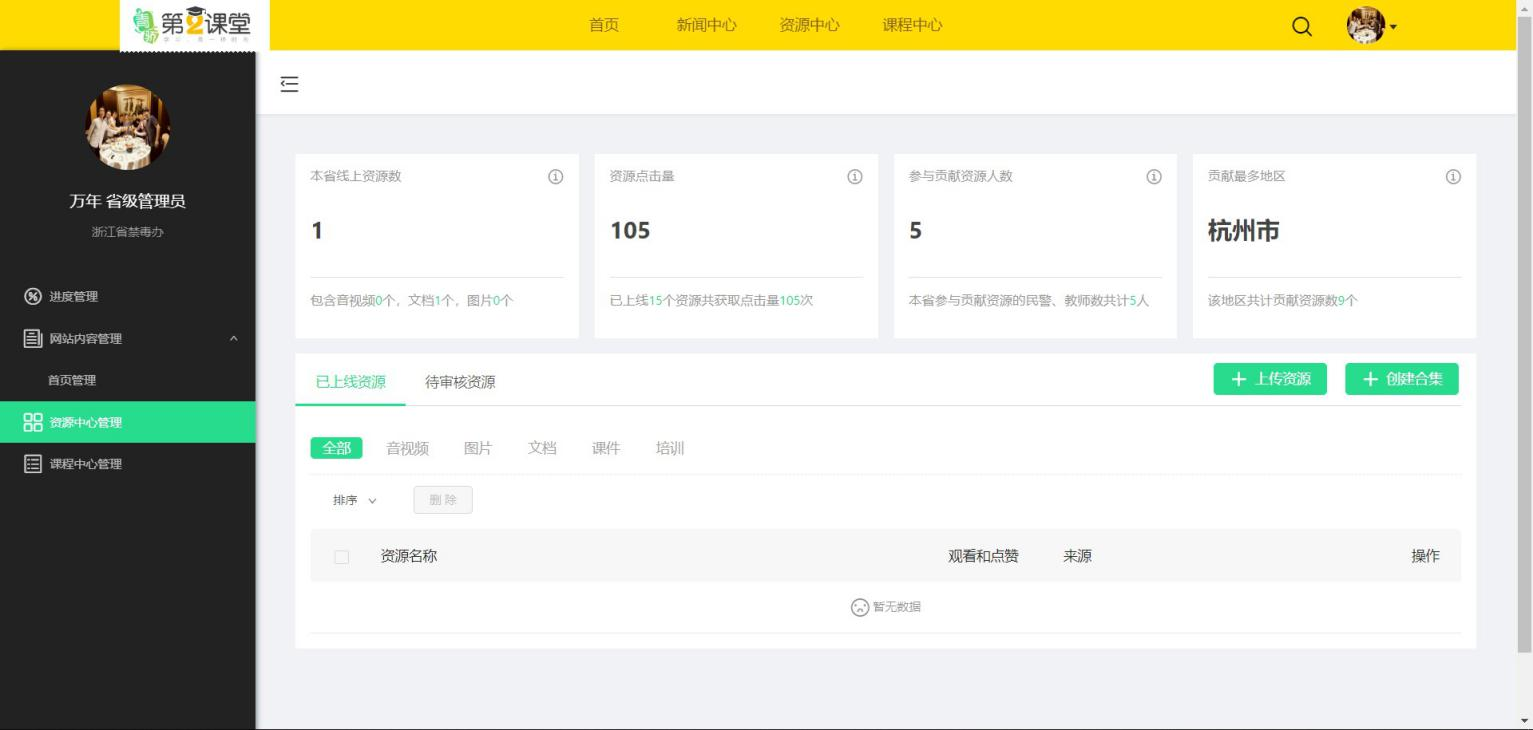 青骄
第2课堂
首页
新闻中心
资源中心
课程中心
万年 省级管理员
浙江省禁毒办
进度管理
网站内容管理
首页管理
资源中心管理
课程中心管理
本省线上资源数
1
包含音视频0个，文档1个，图片0个
资源点击量
105
已上线15个资源共获取点击量105次
参与贡献资源人数
5
本省参与贡献资源的民警、教师数共计5人
贡献最多地区
杭州市
该地区共计贡献资源数9个
已上线资源
待审核资源
上传资源
创建合集
全部
音视频
图片
文档
课件
培训
排序
删除
资源名称
观看和点赞
来源
操作
暂无数据